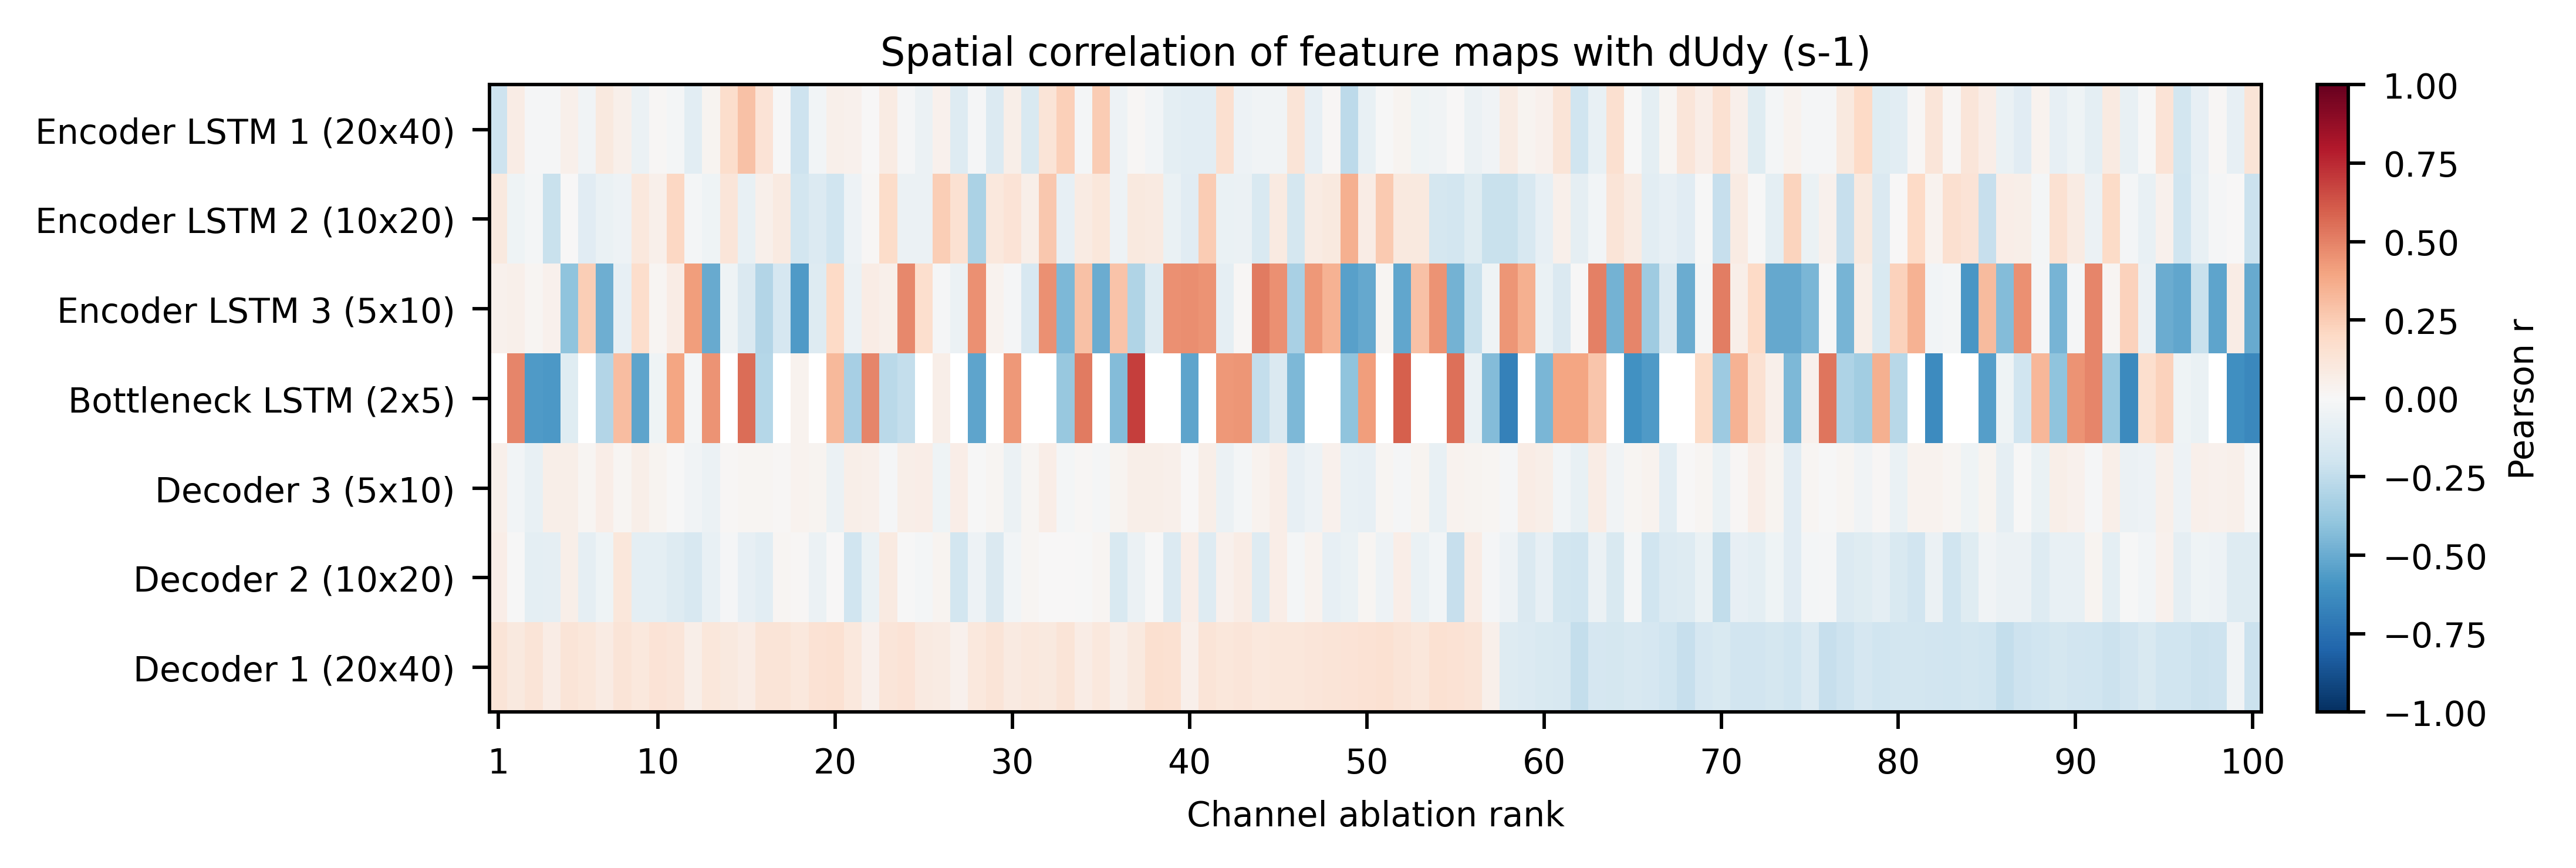 Spatial correlation of feature maps with dUdy (s-1)
Encoder LSTM 1 (20x40)
Encoder LSTM 2 (10x20)
Encoder LSTM 3 (5x10)
Bottleneck LSTM (2x5)
Decoder 3 (5x10)
Decoder 2 (10x20)
Decoder 1 (20x40)
1 10 20 30 40 50 60 70 80 90 100
Channel ablation rank
1.00
0.75
0.50
0.25
0.00
−0.25
−0.50
−0.75
−1.00
Pearson r